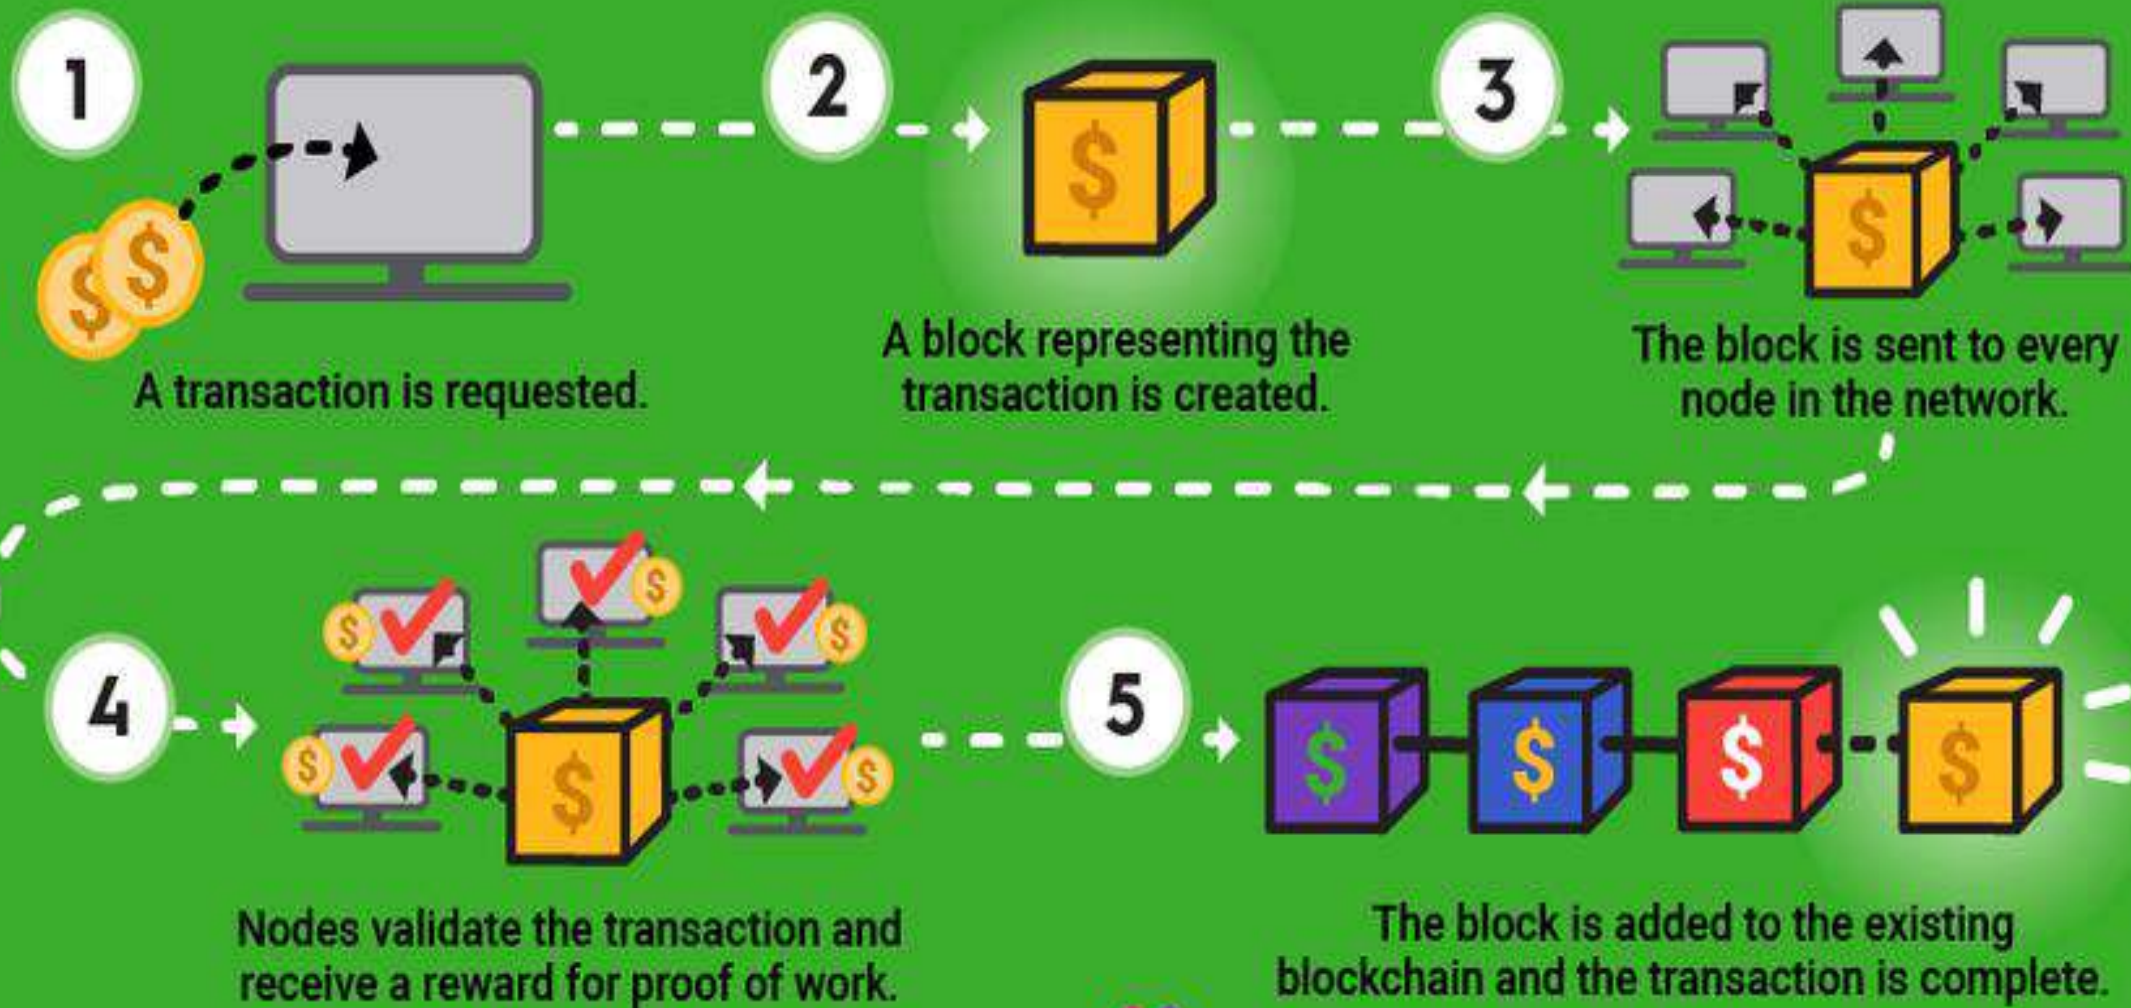 1
A transaction is requested.
2
A block representing the
transaction is created.
3
The block is sent to every
node in the network.
4
Nodes validate the transaction and
receive a reward for proof of work.
5
The block is added to the existing
blockchain and the transaction is complete.